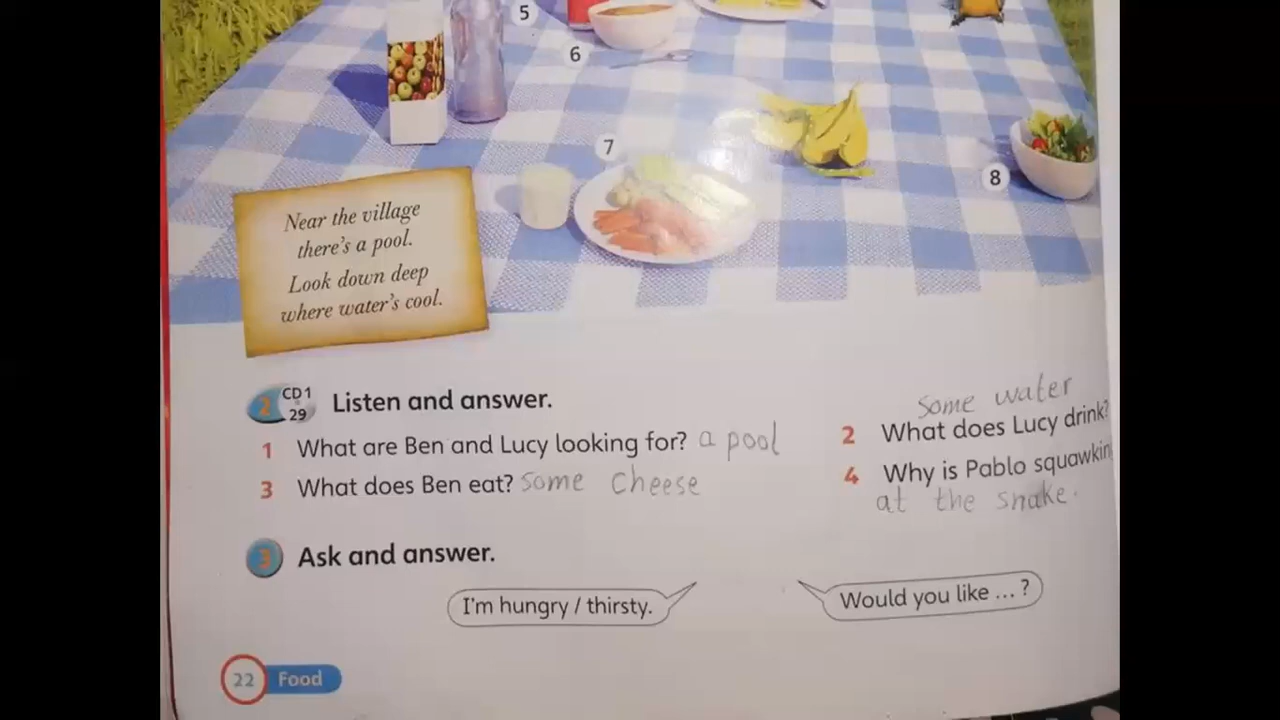 5
6
7
8
Near the village
there's a pool.
Look down deep
where water's cool.
2 CD1 29 Listen and answer.
1 What are Ben and Lucy looking for? a pool
some water
2 What does Lucy drink?
3 What does Ben eat? some cheese
4 Why is Pablo squawkin
at the snake.
3 Ask and answer.
I'm hungry / thirsty.
Would you like ... ?
22 Food